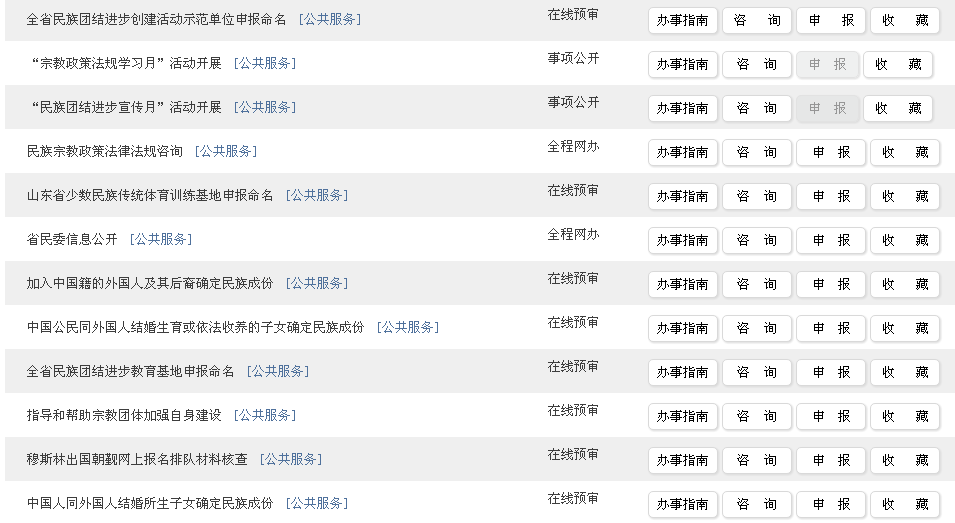 全省民族团结进步创建活动示范单位申报命名 [公共服务] 在线预审 办事指南 咨 询 申 报 收 藏
“宗教政策法规学习月”活动开展 [公共服务] 事项公开 办事指南 咨 询 申 报 收 藏
“民族团结进步宣传月”活动开展 [公共服务] 事项公开 办事指南 咨 询 申 报 收 藏
民族宗教政策法律法规咨询 [公共服务] 全程网办 办事指南 咨 询 申 报 收 藏
山东省少数民族传统体育训练基地申报命名 [公共服务] 在线预审 办事指南 咨 询 申 报 收 藏
省民委信息公开 [公共服务] 全程网办 办事指南 咨 询 申 报 收 藏
加入中国籍的外国人及其后裔确定民族成份 [公共服务] 在线预审 办事指南 咨 询 申 报 收 藏
中国公民同外国人结婚生育或依法收养的子女确定民族成份 [公共服务] 在线预审 办事指南 咨 询 申 报 收 藏
全省民族团结进步教育基地申报命名 [公共服务] 在线预审 办事指南 咨 询 申 报 收 藏
指导和帮助宗教团体加强自身建设 [公共服务] 在线预审 办事指南 咨 询 申 报 收 藏
穆斯林出国朝觐网上报名排队材料核查 [公共服务] 在线预审 办事指南 咨 询 申 报 收 藏
中国人同外国人结婚所生子女确定民族成份 [公共服务] 在线预审 办事指南 咨 询 申 报 收 藏